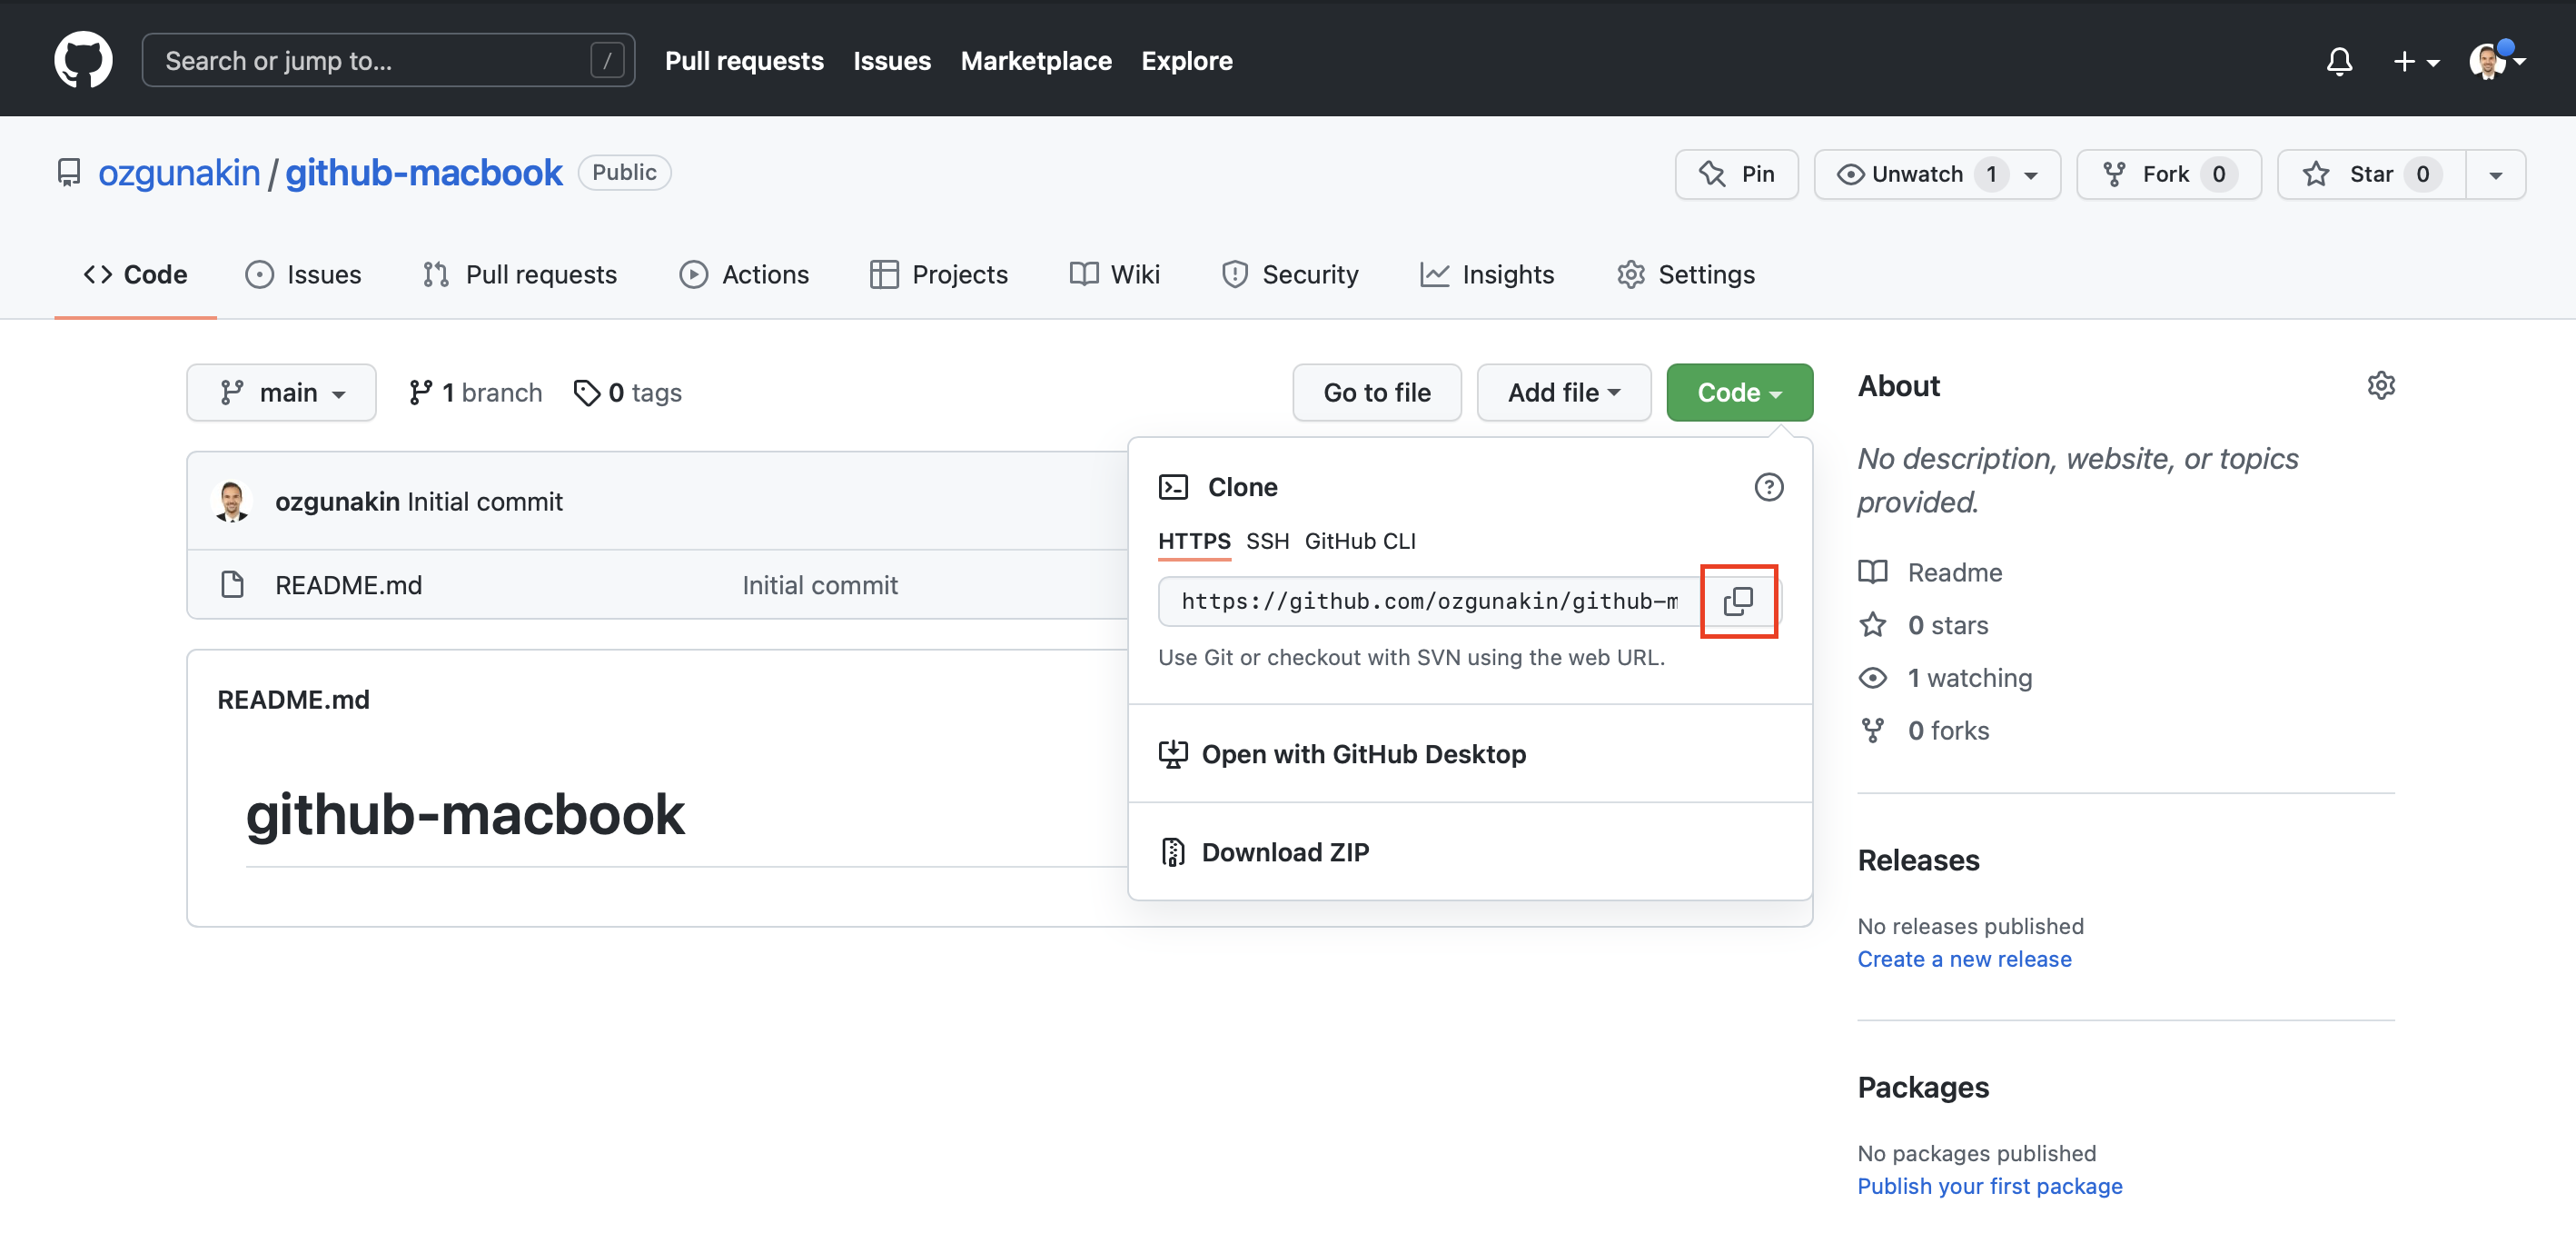 Search or jump to... /
Pull requests
Issues
Marketplace
Explore
ozgunakin / github-macbook Public
Pin
Unwatch 1
Fork 0
Star 0
Code
Issues
Pull requests
Actions
Projects
Wiki
Security
Insights
Settings
main
1 branch
0 tags
Go to file
Add file
Code
ozgunakin Initial commit
README.md Initial commit
README.md
github-macbook
Clone
HTTPS SSH GitHub CLI
https://github.com/ozgunakin/github-m
Use Git or checkout with SVN using the web URL.
Open with GitHub Desktop
Download ZIP
About
No description, website, or topics
provided.
Readme
0 stars
1 watching
0 forks
Releases
No releases published
Create a new release
Packages
No packages published
Publish your first package